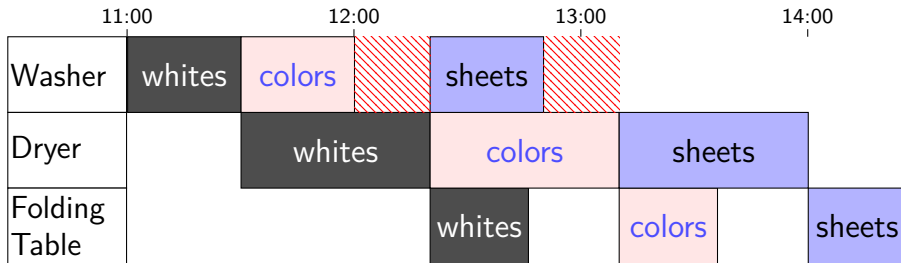 11:00 12:00 13:00 14:00
Washer whites colors sheets
Dryer whites colors sheets
Folding
Table whites colors sheets